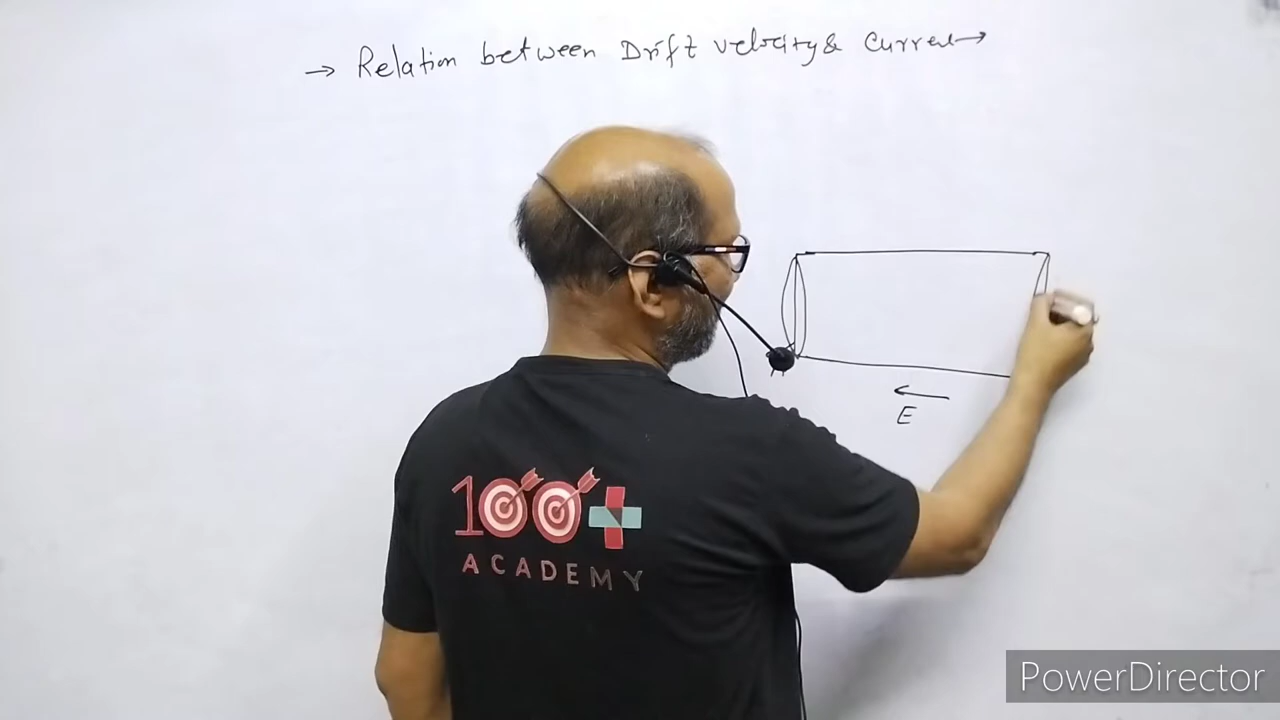 → Relation between Drift velocity & Current →
E
100+
ACADEMY
PowerDirector